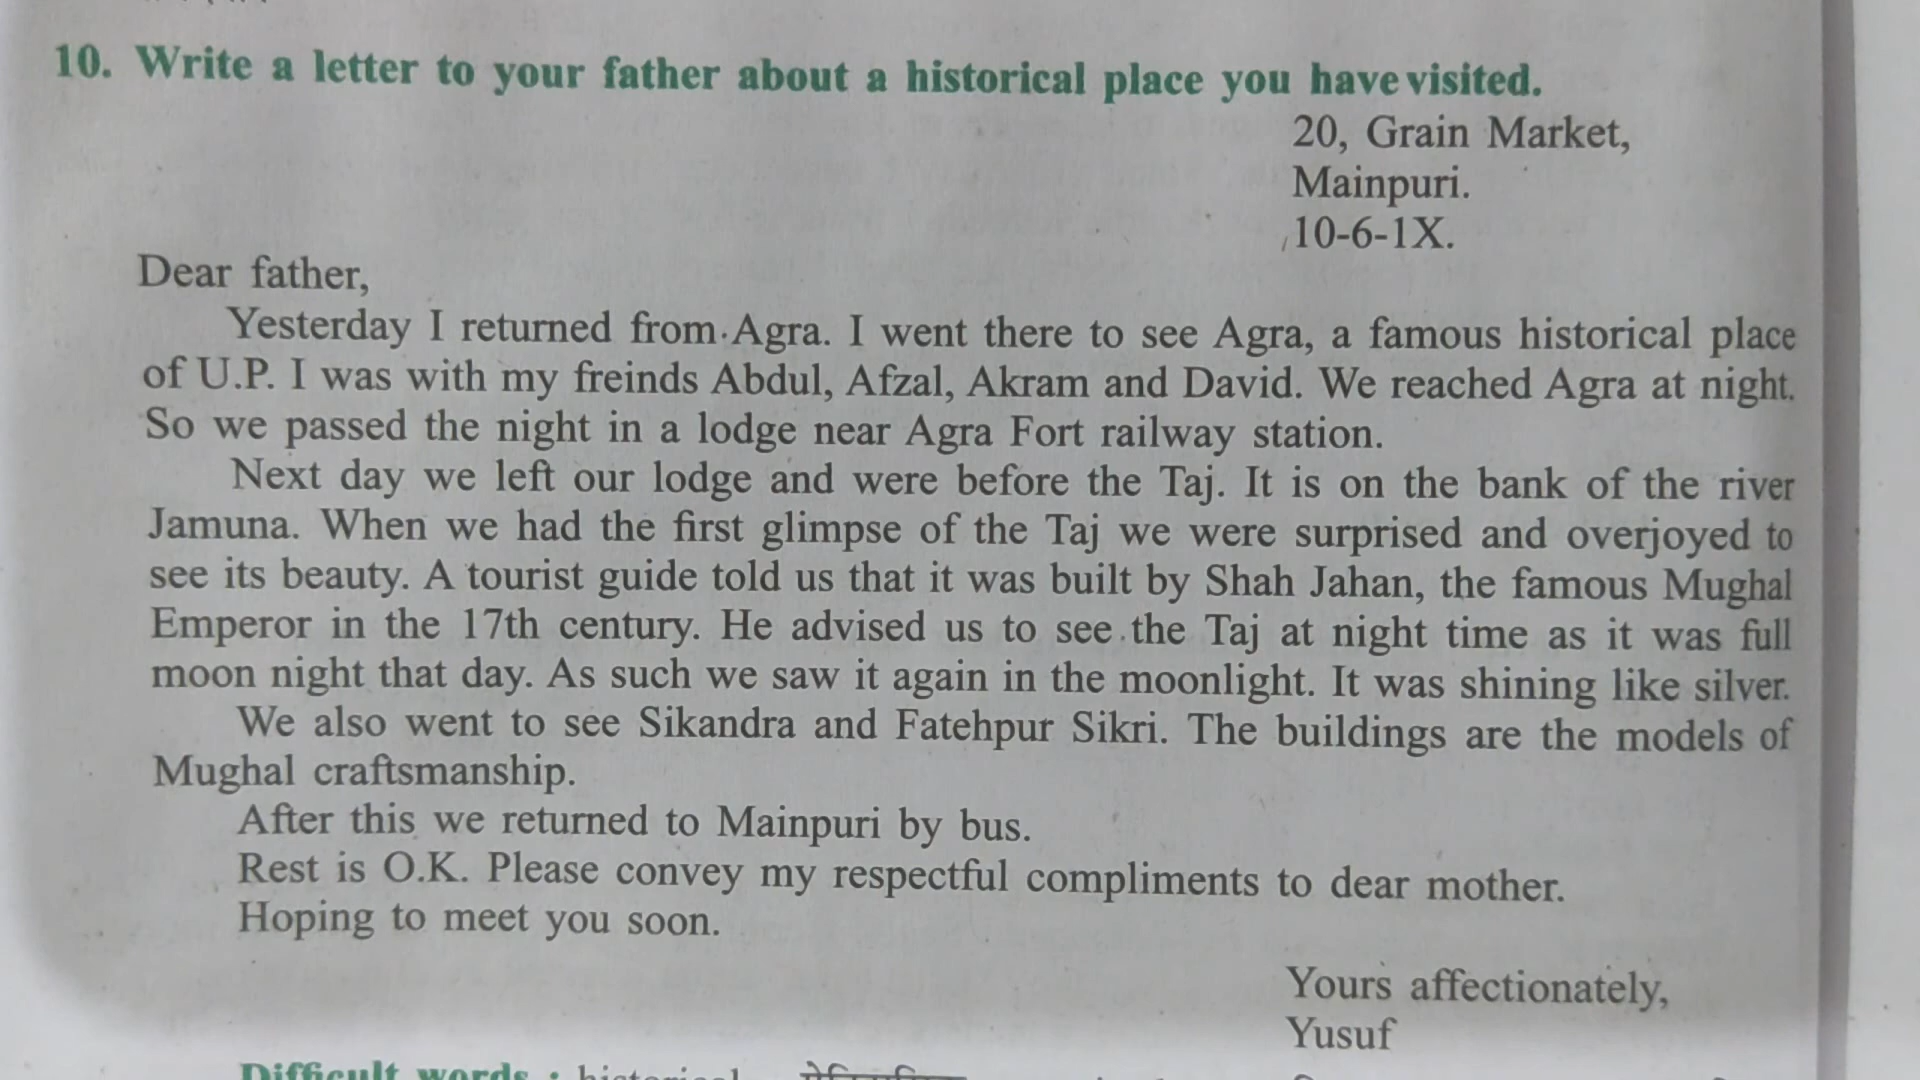 10. Write a letter to your father about a historical place you have visited.
20, Grain Market,
Mainpuri.
10-6-1X.
Dear father,
Yesterday I returned from Agra. I went there to see Agra, a famous historical place
of U.P. I was with my freinds Abdul, Afzal, Akram and David. We reached Agra at night.
So we passed the night in a lodge near Agra Fort railway station.
Next day we left our lodge and were before the Taj. It is on the bank of the river
Jamuna. When we had the first glimpse of the Taj we were surprised and overjoyed to
see its beauty. A tourist guide told us that it was built by Shah Jahan, the famous Mughal
Emperor in the 17th century. He advised us to see the Taj at night time as it was full
moon night that day. As such we saw it again in the moonlight. It was shining like silver.
We also went to see Sikandra and Fatehpur Sikri. The buildings are the models of
Mughal craftsmanship.
After this we returned to Mainpuri by bus.
Rest is O.K. Please convey my respectful compliments to dear mother.
Hoping to meet you soon.
Yours affectionately,
Yusuf
Difficult words : historical